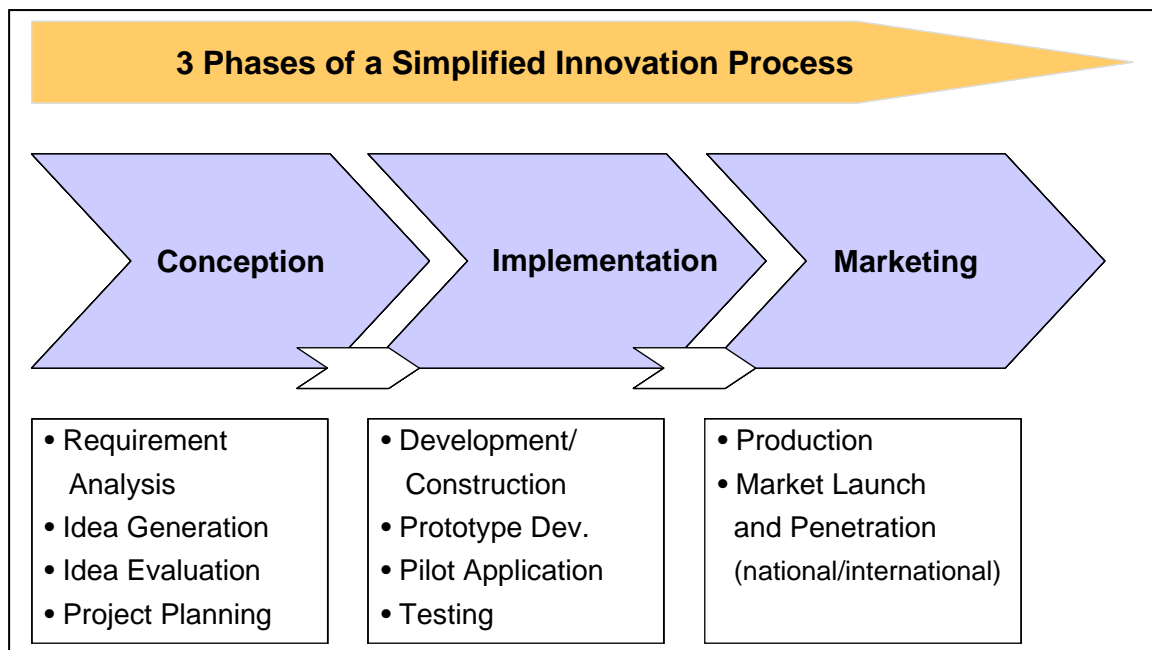 3 Phases of a Simplified Innovation Process
Conception
Implementation
Marketing
• Requirement
Analysis
• Idea Generation
• Idea Evaluation
• Project Planning
• Development/
Construction
• Prototype Dev.
• Pilot Application
• Testing
• Production
• Market Launch
and Penetration
(national/international)